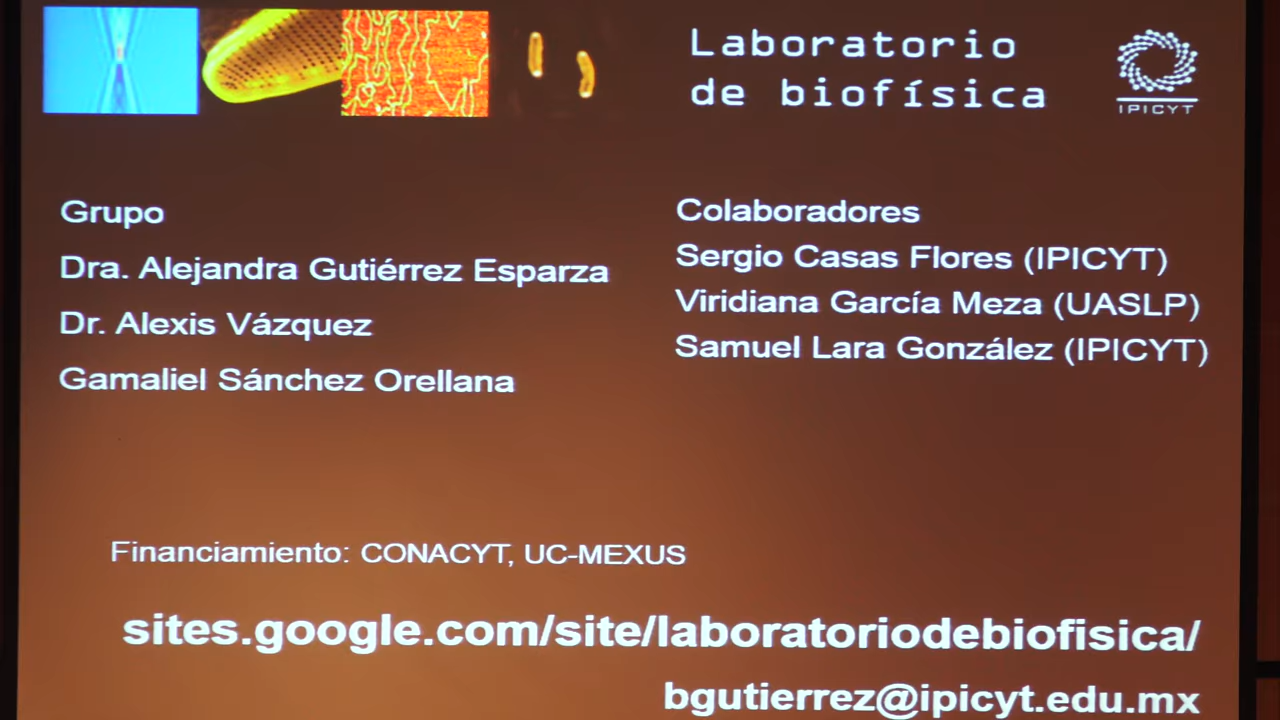 Laboratorio
de biofísica
IPICYT
Grupo
Dra. Alejandra Gutiérrez Esparza
Dr. Alexis Vázquez
Gamaliel Sánchez Orellana
Colaboradores
Sergio Casas Flores (IPICYT)
Viridiana García Meza (UASLP)
Samuel Lara González (IPICYT)
Financiamiento: CONACYT, UC-MEXUS
sites.google.com/site/laboratoriodebiofisica/
bgutierrez@ipicyt.edu.mx